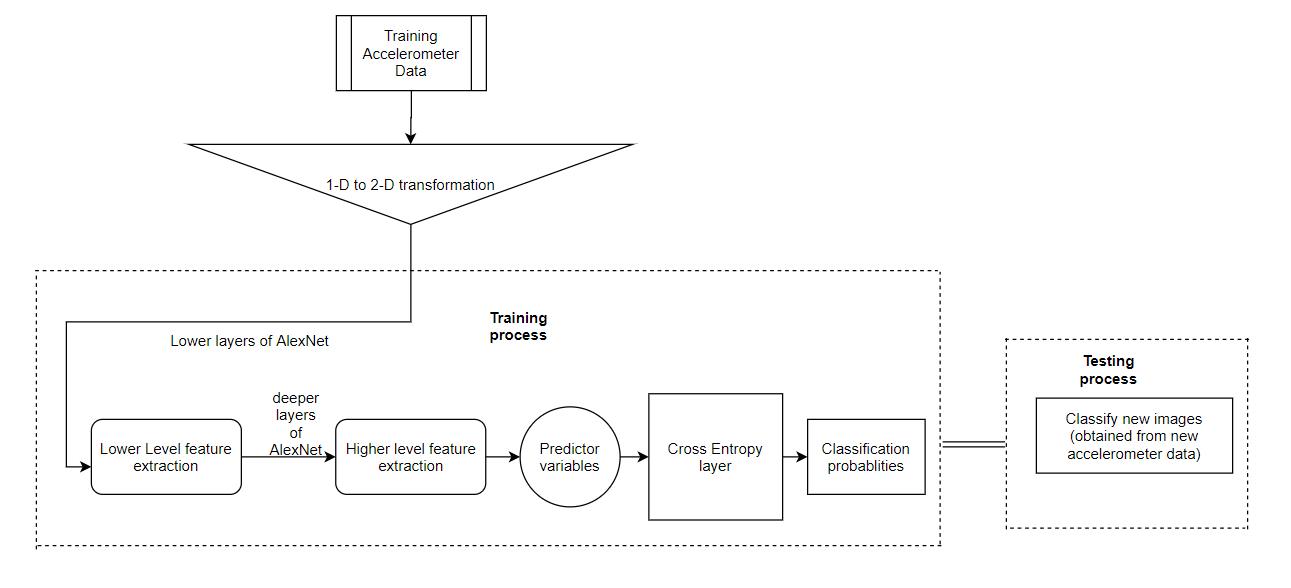 Training
Accelerometer
Data
1-D to 2-D transformation
Training
process
Lower layers of AlexNet
deeper
layers
of
AlexNet
Lower Level feature
extraction
Higher level feature
extraction
Predictor
variables
Cross Entropy
layer
Classification
probablities
Testing
process
Classify new images
(obtained from new
accelerometer data)